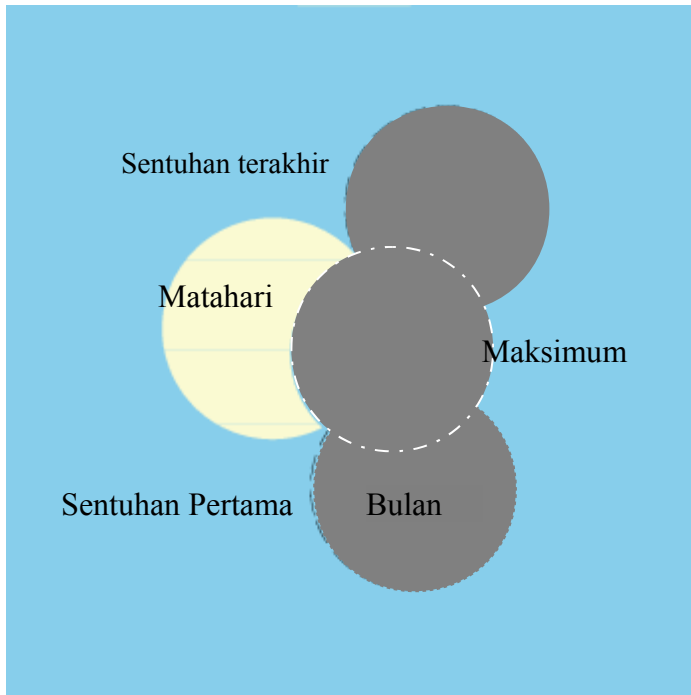 Sentuhan terakhir
Matahari
Maksimum
Sentuhan Pertama
Bulan